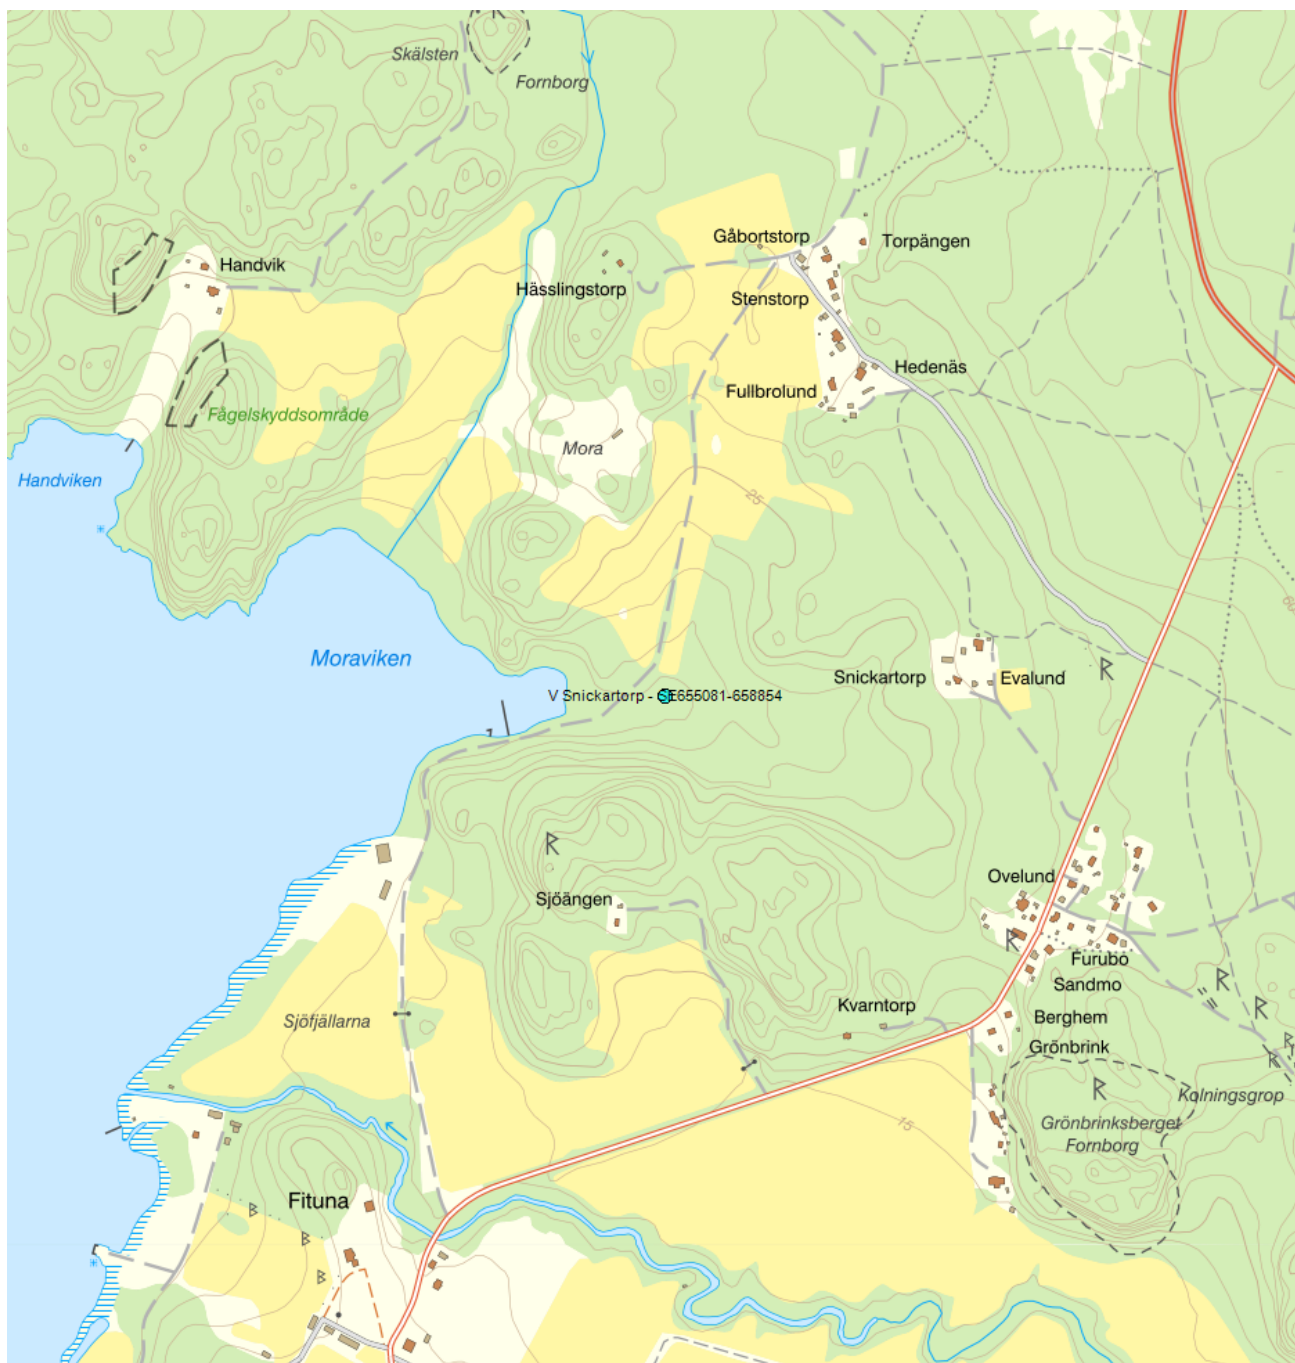 Skälsten
Fornborg
Gåbortstorp
Torpängen
Handvik
Hässlingstorp
Stenstorp
Hedenäs
Fullbrolund
Fågelskyddsområde
Mora
Handviken
25
60
Moraviken
Snickartorp
Evalund
V Snickartorp - SE655081-658854
R
R
Ovelund
Sjöängen
R
Furubo
Sandmo
R
Kvarntorp
R
Berghem
Sjöfjällarna
Grönbrink
R
R
R
Kolningsgrop
15
Grönbrinksberget
Fornborg
Fituna
B
B
B